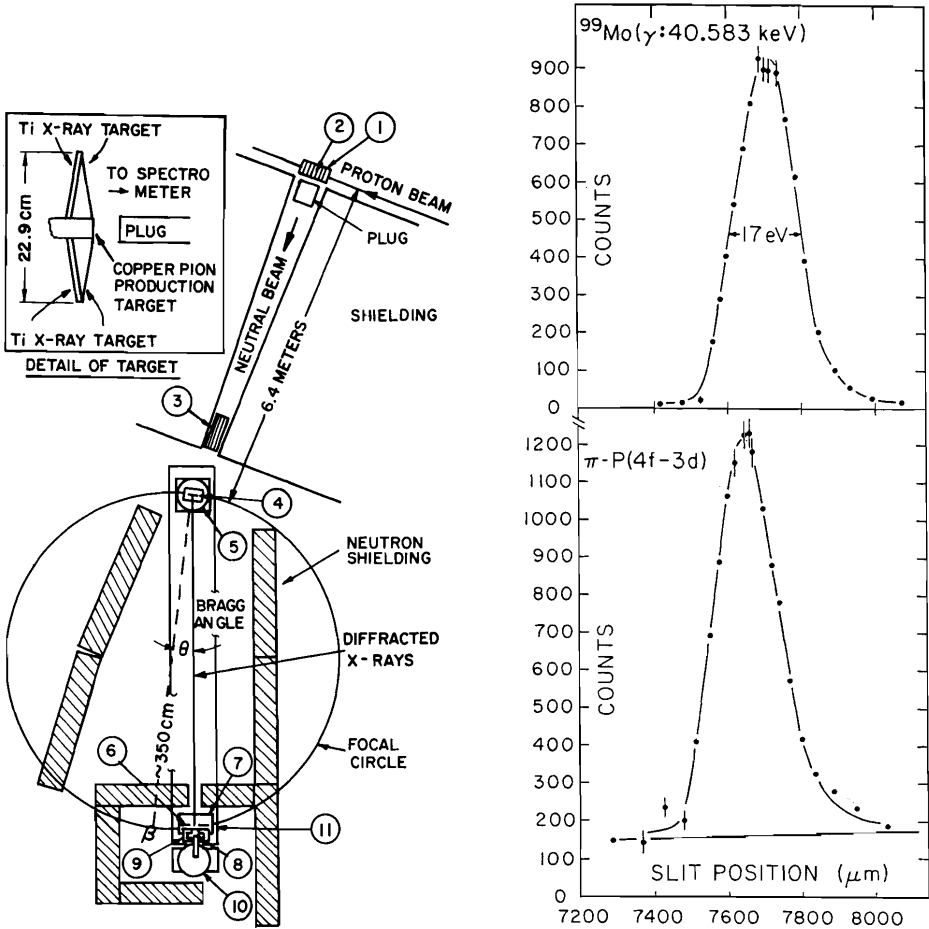 Ti X-RAY TARGET
22.9 cm
TO SPECTRO
METER
PLUG
COPPER PION
PRODUCTION
TARGET
Ti X-RAY TARGET
DETAIL OF TARGET
2
1
PROTON BEAM
PLUG
NEUTRAL BEAM
6.4 METERS
SHIELDING
3
4
5
NEUTRON
SHIELDING
BRAGG
ANGLE
θ
DIFFRACTED
X-RAYS
~350cm
FOCAL
CIRCLE
6
7
β
11
9
8
10
99Mo(γ:40.583 keV)
900
800
700
600
500
400
300
200
100
0
COUNTS
17 eV
π-P(4f-3d)
1200
1100
1000
900
800
700
600
500
400
300
200
100
0
COUNTS
SLIT POSITION (μm)
7200 7400 7600 7800 8000